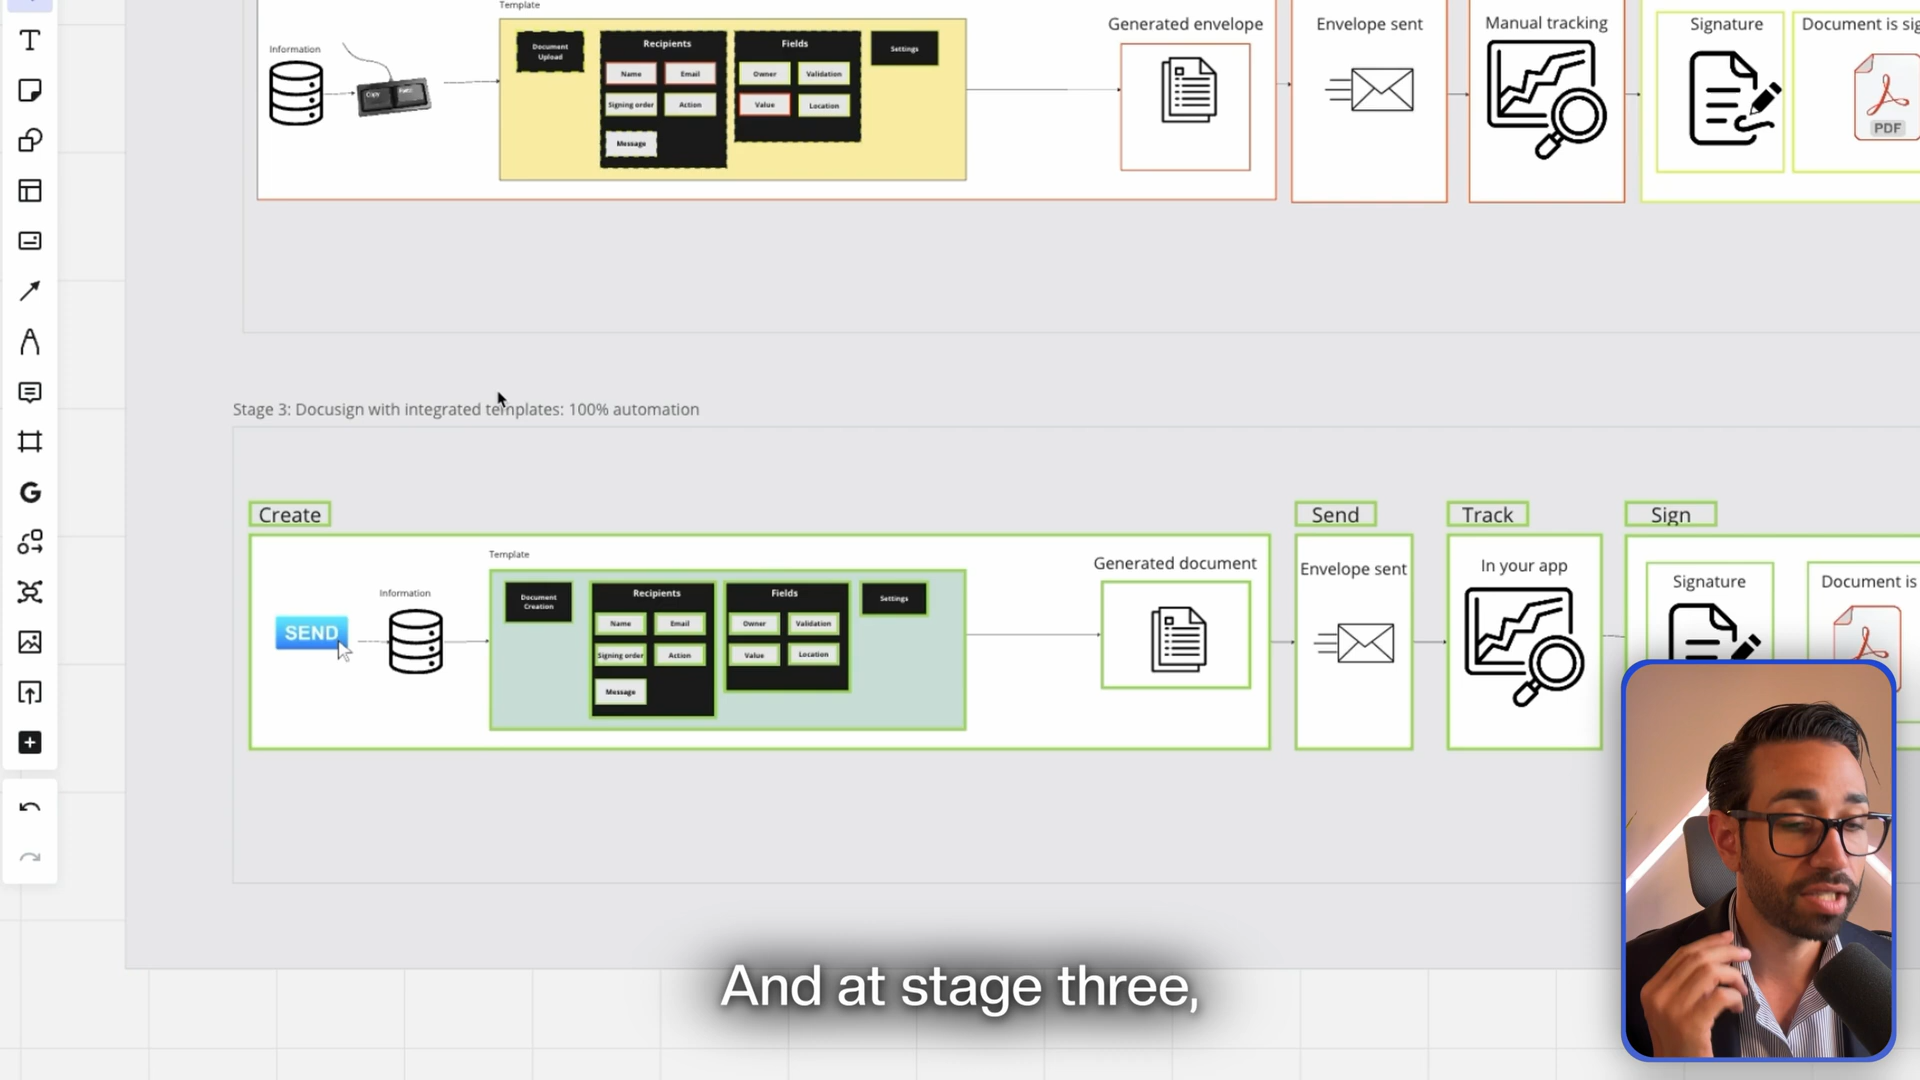 Template
Information
Copy
Paste
Document
Upload
Recipients
Name
Email
Signing order
Action
Message
Fields
Owner
Validation
Value
Location
Settings
Generated envelope
Envelope sent
Manual tracking
Signature
Document is sig
PDF
Stage 3: Docusign with integrated templates: 100% automation
Create
Send
Track
Sign
SEND
Information
Template
Document
Creation
Recipients
Name
Email
Signing order
Action
Message
Fields
Owner
Validation
Value
Location
Settings
Generated document
Envelope sent
In your app
Signature
Document is
And at stage three,